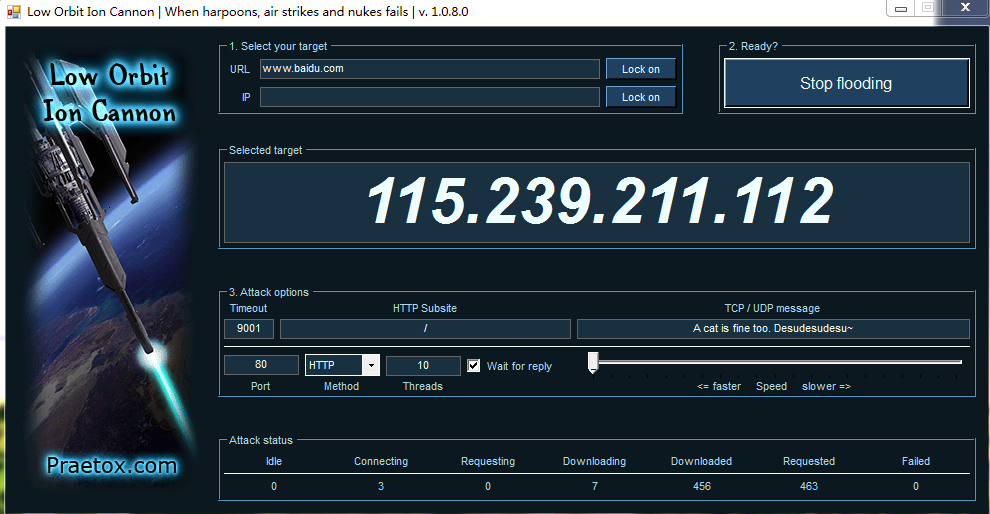 Low Orbit Ion Cannon | When harpoons, air strikes and nukes fails | v. 1.0.8.0
Low Orbit
Ion Cannon
Praetox.com
1. Select your target
URL www.baidu.com Lock on
IP Lock on
2. Ready?
Stop flooding
Selected target
115.239.211.112
3. Attack options
Timeout HTTP Subsite TCP / UDP message
9001 / A cat is fine too. Desudesudesu~
80 HTTP 10 Wait for reply
Port Method Threads <= faster Speed slower =>
Attack status
Idle Connecting Requesting Downloading Downloaded Requested Failed
0 3 0 7 456 463 0